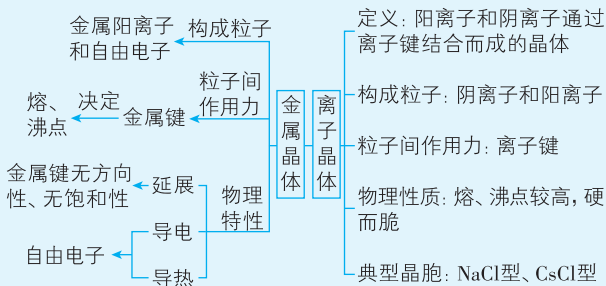 金属阳离子
和自由电子
构成粒子
熔、
沸点
决定
金属键
粒子间
作用力
金属键无方向
性、无饱和性
延展
自由电子
导电
导热
物理
特性
金属晶体
离子晶体
定义：阳离子和阴离子通过
离子键结合而成的晶体
构成粒子：阴离子和阳离子
粒子间作用力：离子键
物理性质：熔、沸点较高，硬
而脆
典型晶胞：NaCl型、CsCl型